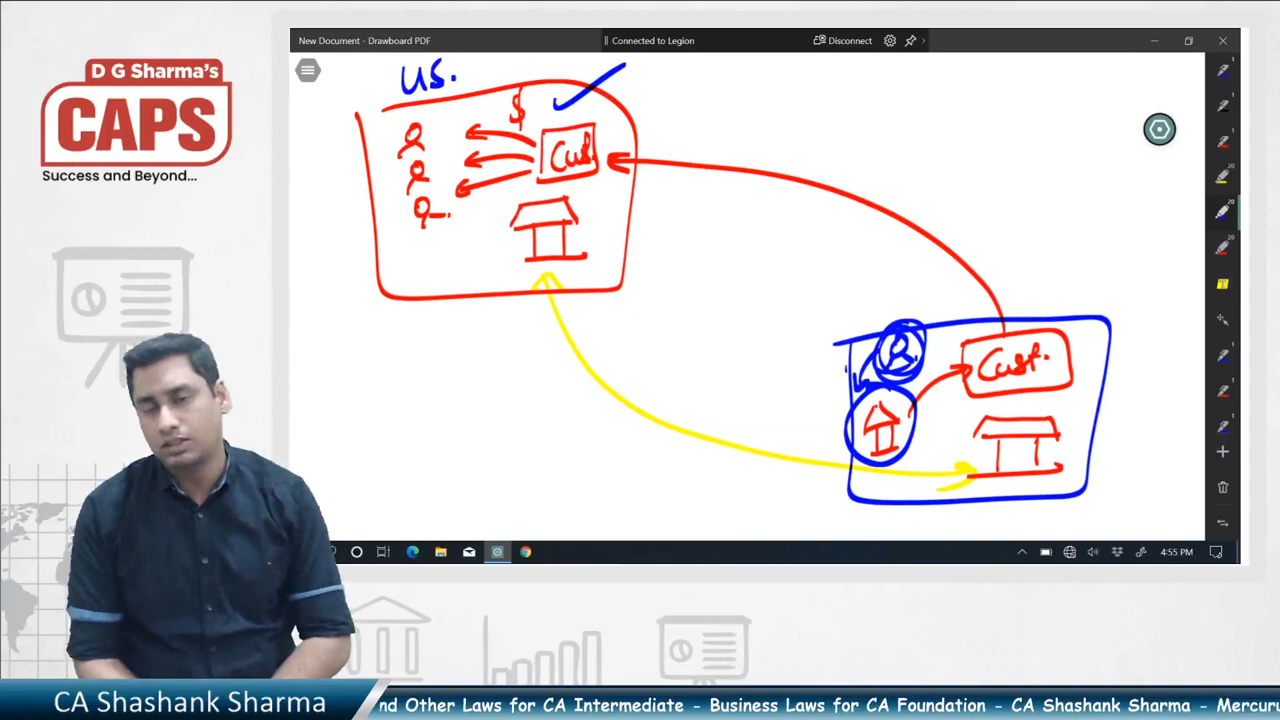 D G Sharma's
CAPS
Success and Beyond...
New Document - Drawboard PDF
Connected to Legion
Disconnect
US.
$
Cust
Cust.
4:55 PM
CA Shashank Sharma
nd Other Laws for CA Intermediate - Business Laws for CA Foundation - CA Shashank Sharma - Mercur